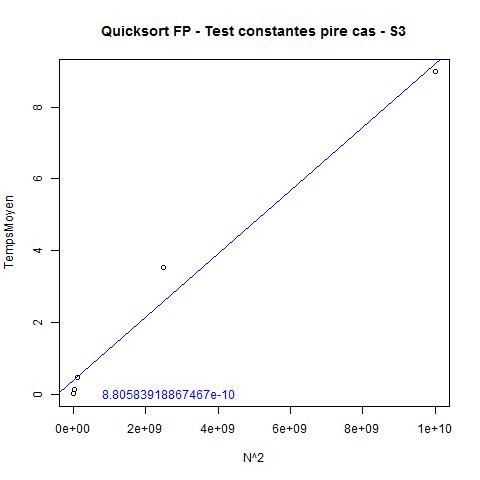 Quicksort FP - Test constantes pire cas - S3
TempsMoyen
8
6
4
2
0
8.80583918867467e-10
0e+00 2e+09 4e+09 6e+09 8e+09 1e+10
N^2